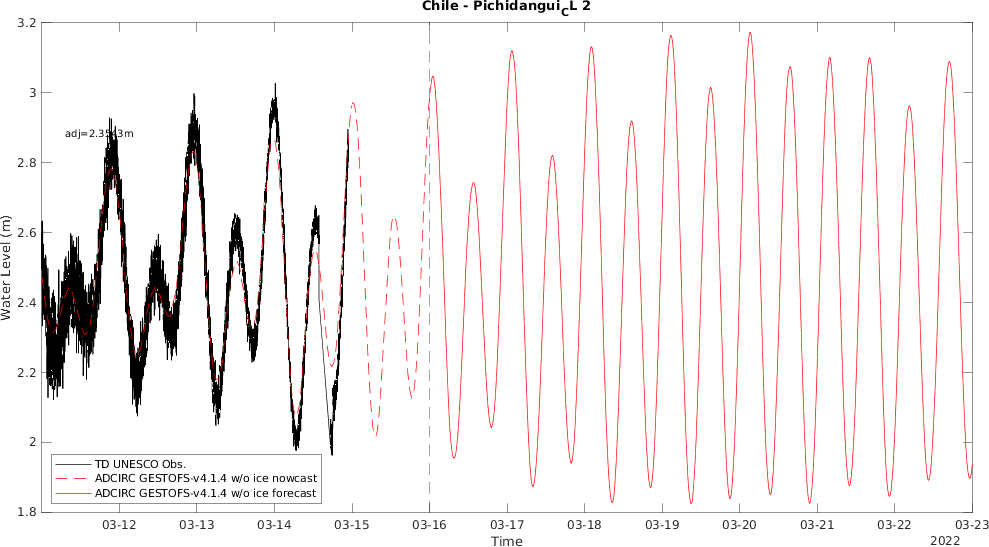 Chile - Pichidangui_CL 2
3.2
3
2.8
2.6
2.4
2.2
2
1.8
Water Level (m)
adj=2.3543m
TD UNESCO Obs.
ADCIRC GESTOFS-v4.1.4 w/o ice nowcast
ADCIRC GESTOFS-v4.1.4 w/o ice forecast
03-12 03-13 03-14 03-15 03-16 03-17 03-18 03-19 03-20 03-21 03-22 03-23
Time
2022